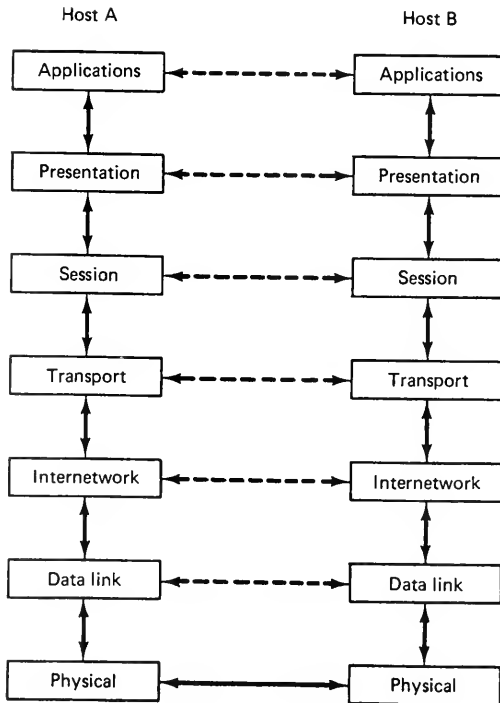 Host A
Host B
Applications
Applications
Presentation
Presentation
Session
Session
Transport
Transport
Internetwork
Internetwork
Data link
Data link
Physical
Physical